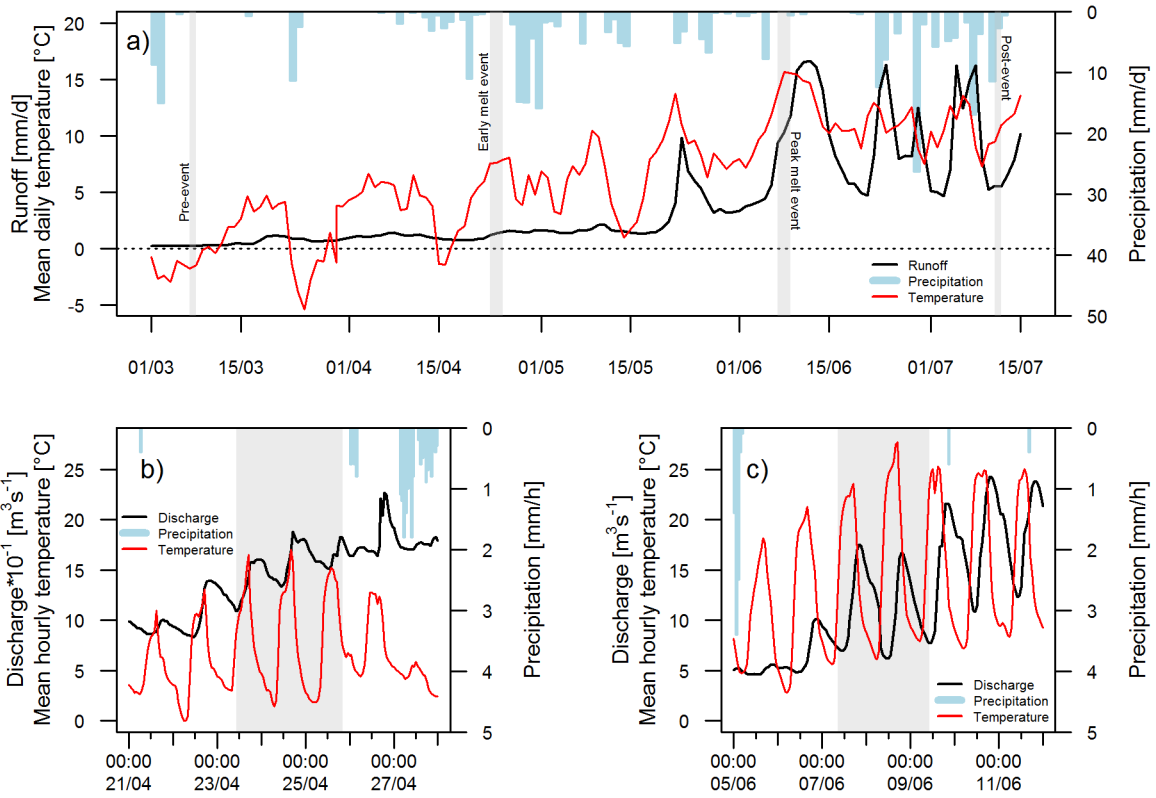 a)
Runoff [mm/d]
Mean daily temperature [°C]
20
15
10
5
0
-5
Pre-event
Early melt event
Peak melt event
Post-event
Runoff
Precipitation
Temperature
0
10
20
30
40
50
Precipitation [mm/d]
01/03 15/03 01/04 15/04 01/05 15/05 01/06 15/06 01/07 15/07
b)
Discharge*10⁻¹ [m³s⁻¹]
Mean hourly temperature [°C]
25
20
15
10
5
0
Discharge
Precipitation
Temperature
0
1
2
3
4
5
Precipitation [mm/h]
00:00 00:00 00:00 00:00
21/04 23/04 25/04 27/04
c)
Discharge [m³s⁻¹]
Mean hourly temperature [°C]
25
20
15
10
5
0
Discharge
Precipitation
Temperature
0
1
2
3
4
5
Precipitation [mm/h]
00:00 00:00 00:00 00:00
05/06 07/06 09/06 11/06